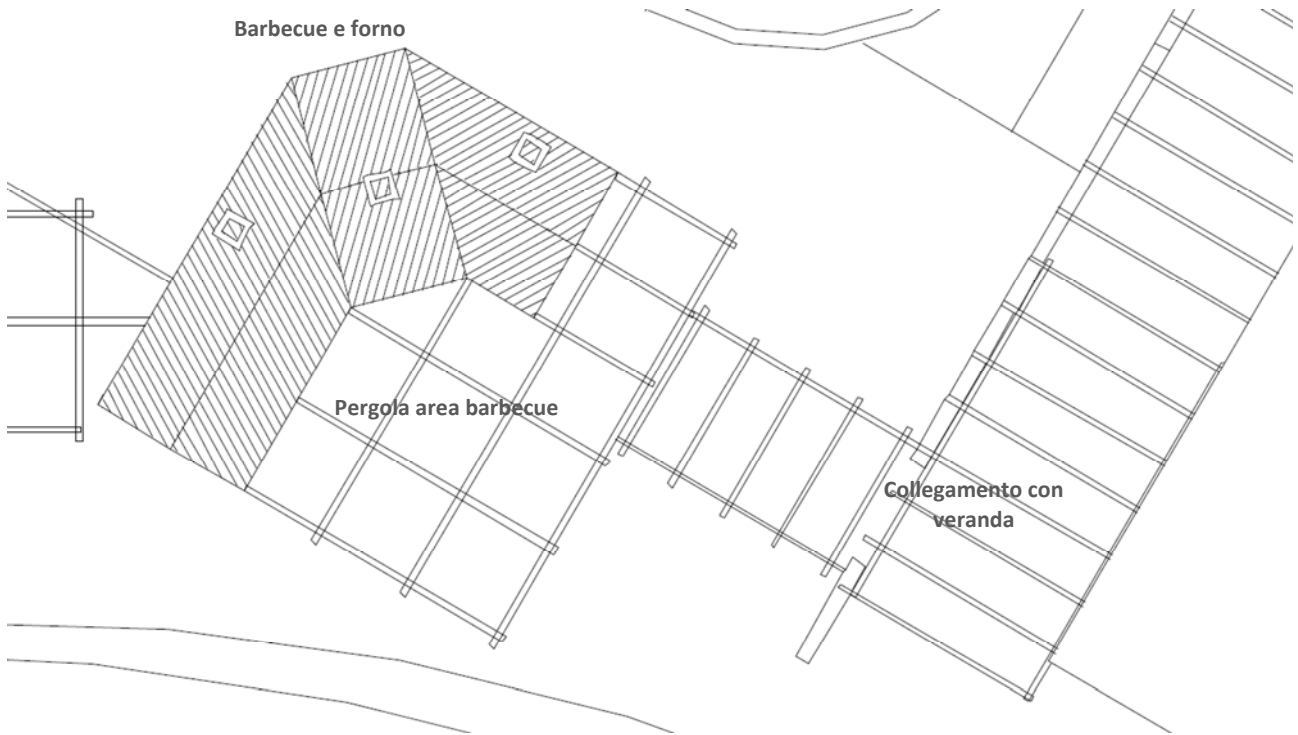 Barbecue e forno
Pergola area barbecue
Collegamento con
veranda